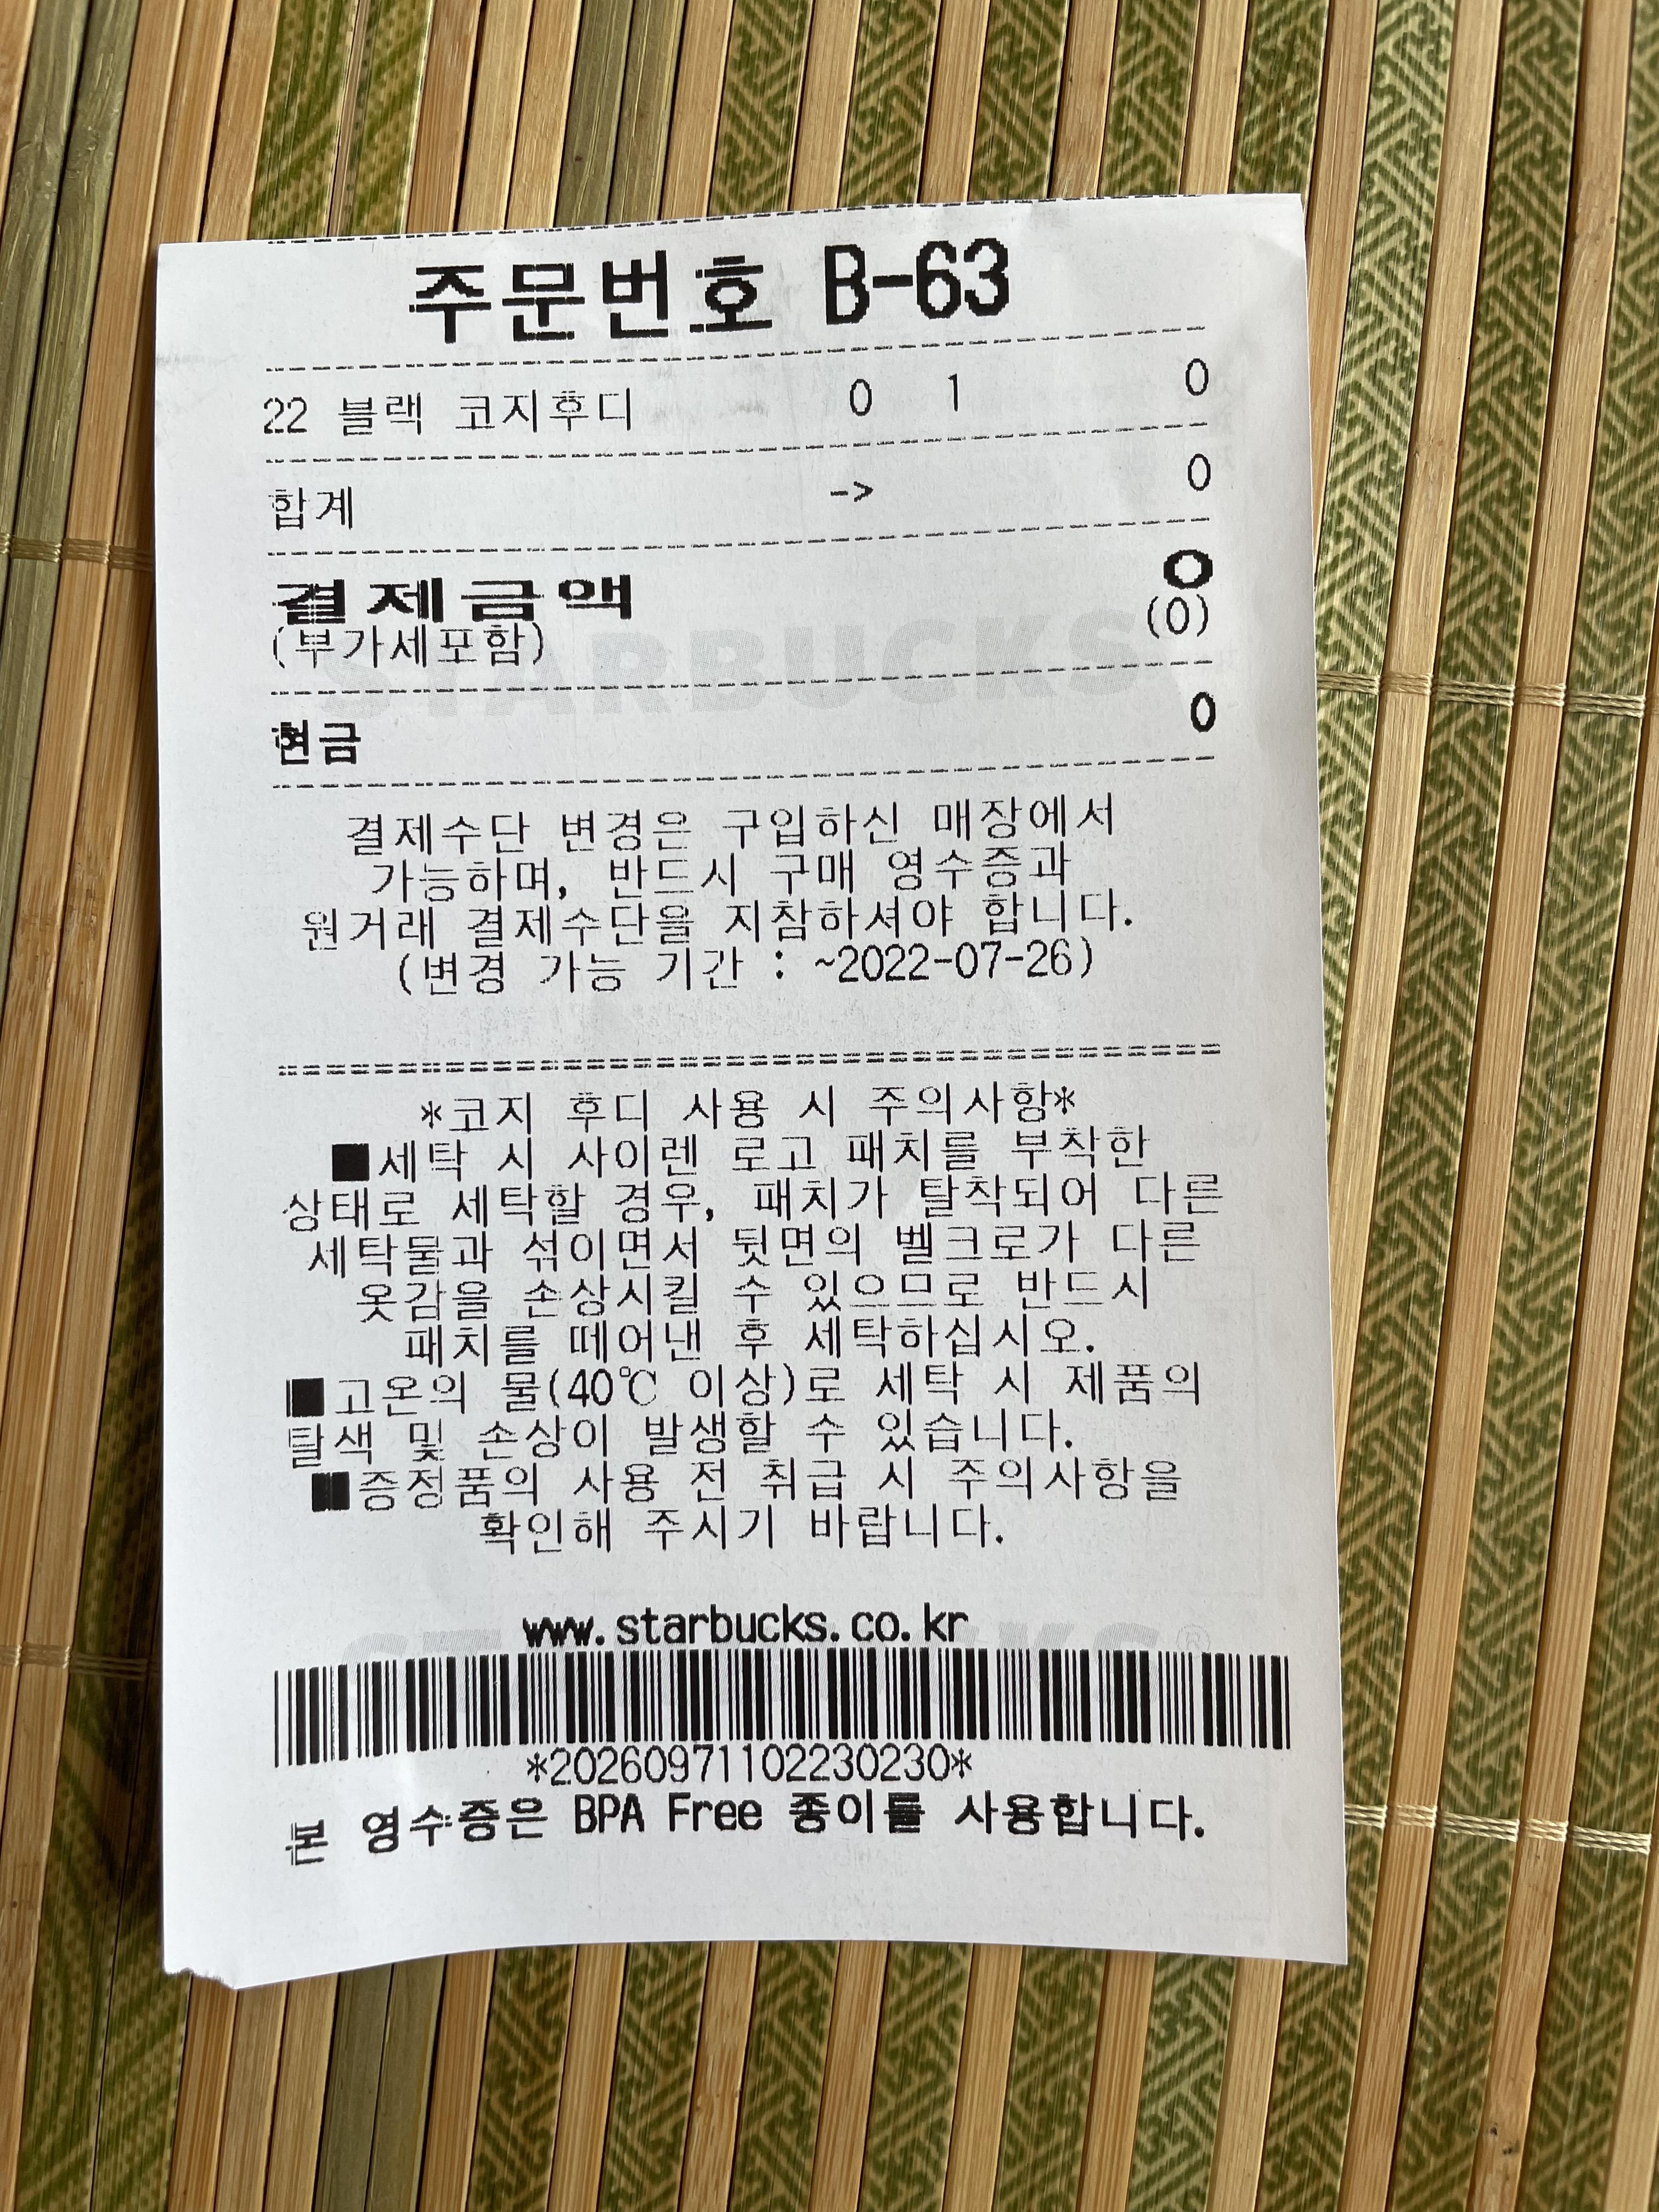 주문번호 B-63
22 블랙 코지후디 0 1 0
합계 -> 0
결제금액 0
(부가세포함) (0)
STARBUCKS
현금 0
결제수단 변경은 구입하신 매장에서
가능하며, 반드시 구매 영수증과
원거래 결제수단을 지참하셔야 합니다.
(변경 가능 기간 : ~2022-07-26)
*코지 후디 사용 시 주의사항*
■세탁 시 사이렌 로고 패치를 부착한
상태로 세탁할 경우, 패치가 탈착되어 다른
세탁물과 섞이면서 뒷면의 벨크로가 다른
옷감을 손상시킬 수 있으므로 반드시
패치를 떼어낸 후 세탁하십시오.
■고온의 물(40℃ 이상)로 세탁 시 제품의
탈색 및 손상이 발생할 수 있습니다.
■증정품의 사용 전 취급 시 주의사항을
확인해 주시기 바랍니다.
www.starbucks.co.kr
*20260971102230230*
본 영수증은 BPA Free 종이를 사용합니다.